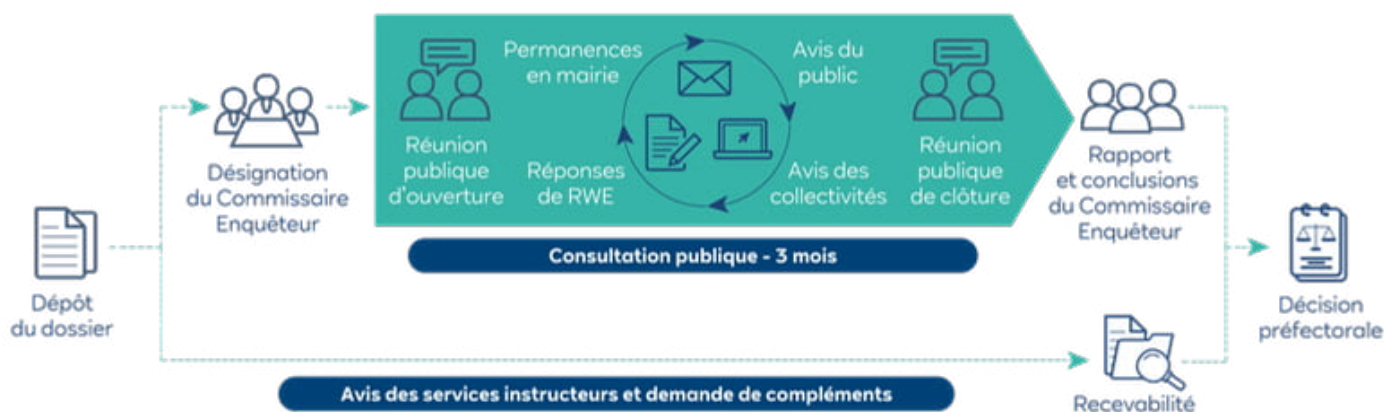 Dépôt
du dossier
Désignation
du Commissaire
Enquêteur
Réunion
publique
d'ouverture
Permanences
en mairie
Avis du
public
Réponses
de RWE
Avis des
collectivités
Réunion
publique
de clôture
Consultation publique - 3 mois
Rapport
et conclusions
du Commissaire
Enquêteur
Avis des services instructeurs et demande de compléments
Recevabilité
Décision
préfectorale